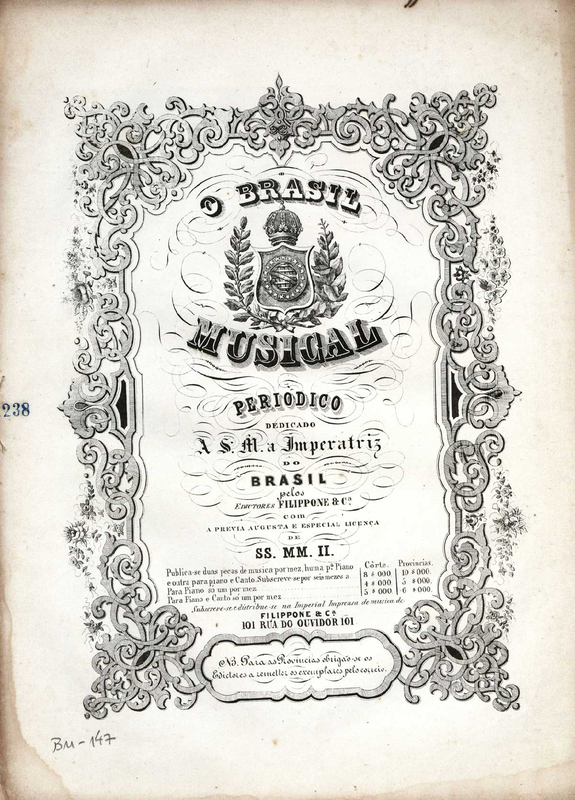 O BRASIL
MUSICAL
PERIODICO
DEDICADO
A S. M. a Imperatriz
DO
BRASIL
pelos
EDICTORES FILIPPONE & Cª
com
A PREVIA AUGUSTA E ESPECIAL LICENÇA
DE
SS. MM. II.
Côrte. Provincias.
Publica-se duas peças de musica por mez, huma pª Piano
e outra para piano e Canto. Subscreve-se por seis mezes a 8 $ 000 10 $ 000.
Para Piano só um por mez 4 $ 000 5 $ 000.
Para Piano e Canto só um por mez 5 $ 000 6 $ 000.
Subscreve-se e distribue-se na Imperial Imprensa de musica de
FILIPPONE & Cª
101 RUA DO OUVIDOR 101
NB. Para as Provincias obrigão-se os
Edictores a remetter os exemplares pelo correio.
238
BM-147